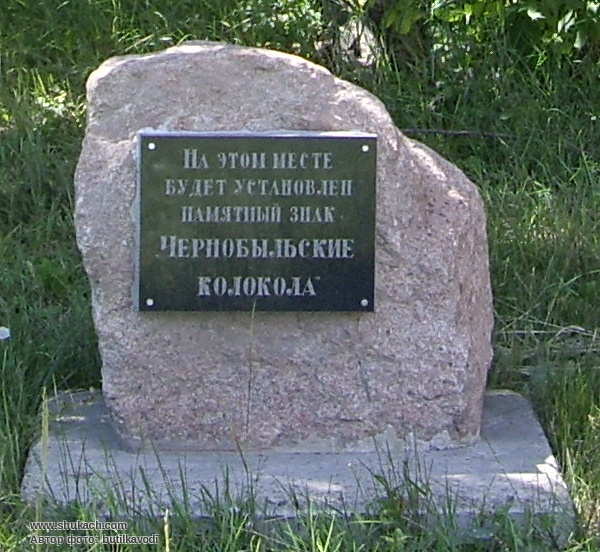 На этом месте
будет установлен
памятный знак
„Чернобыльские
колокола"
www.shukach.com
Автор фото: butilkavodi